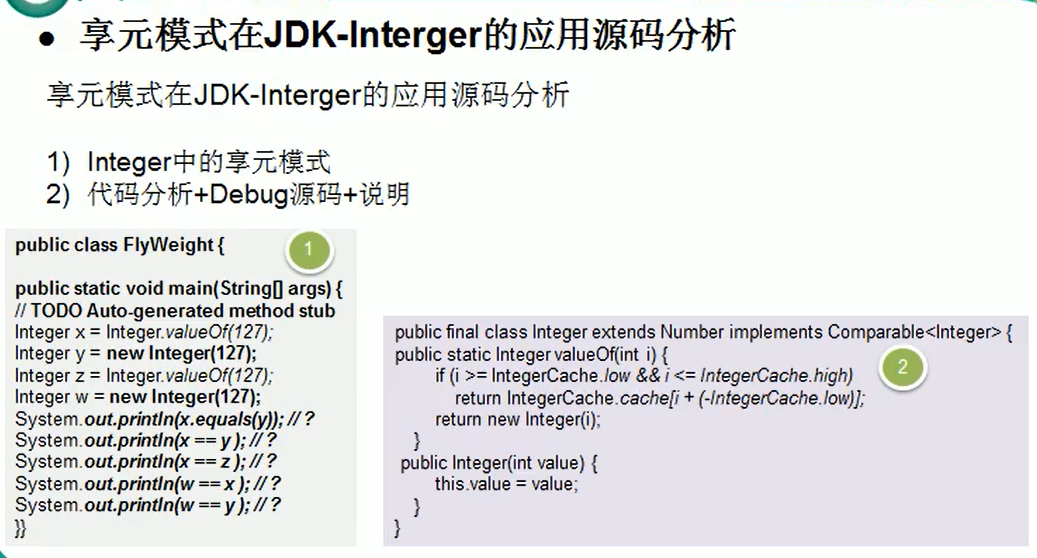 ● 享元模式在JDK-Interger的应用源码分析
享元模式在JDK-Interger的应用源码分析
1) Integer中的享元模式
2) 代码分析+Debug源码+说明
public class FlyWeight {
1
public static void main(String[] args) {
// TODO Auto-generated method stub
Integer x = Integer.valueOf(127);
Integer y = new Integer(127);
Integer z = Integer.valueOf(127);
Integer w = new Integer(127);
System.out.println(x.equals(y)); // ?
System.out.println(x == y ); // ?
System.out.println(x == z ); // ?
System.out.println(w == x ); // ?
System.out.println(w == y ); // ?
}}
public final class Integer extends Number implements Comparable<Integer> {
public static Integer valueOf(int i) {
2
if (i >= IntegerCache.low && i <= IntegerCache.high)
return IntegerCache.cache[i + (-IntegerCache.low)];
return new Integer(i);
}
public Integer(int value) {
this.value = value;
}
}